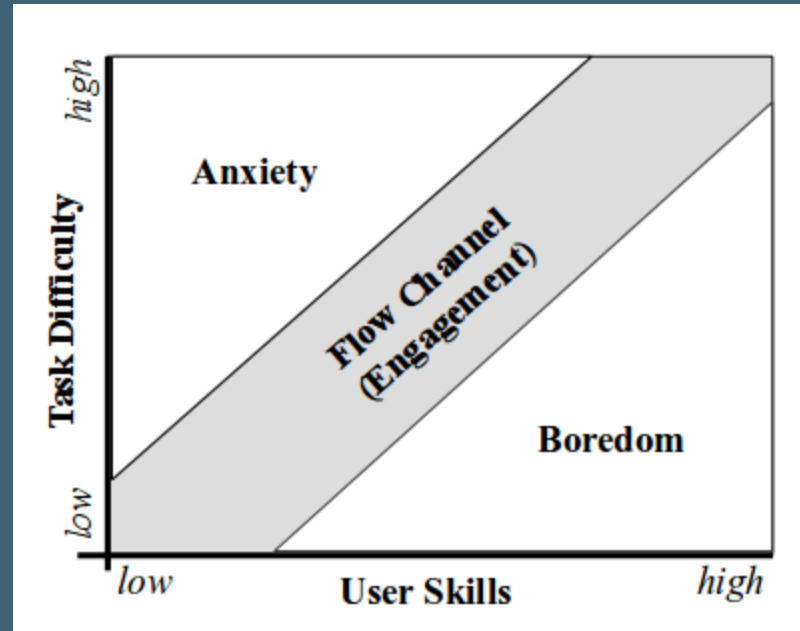 high
Anxiety
Task Difficulty
Flow Channel
(Engagement)
Boredom
low
low
User Skills
high